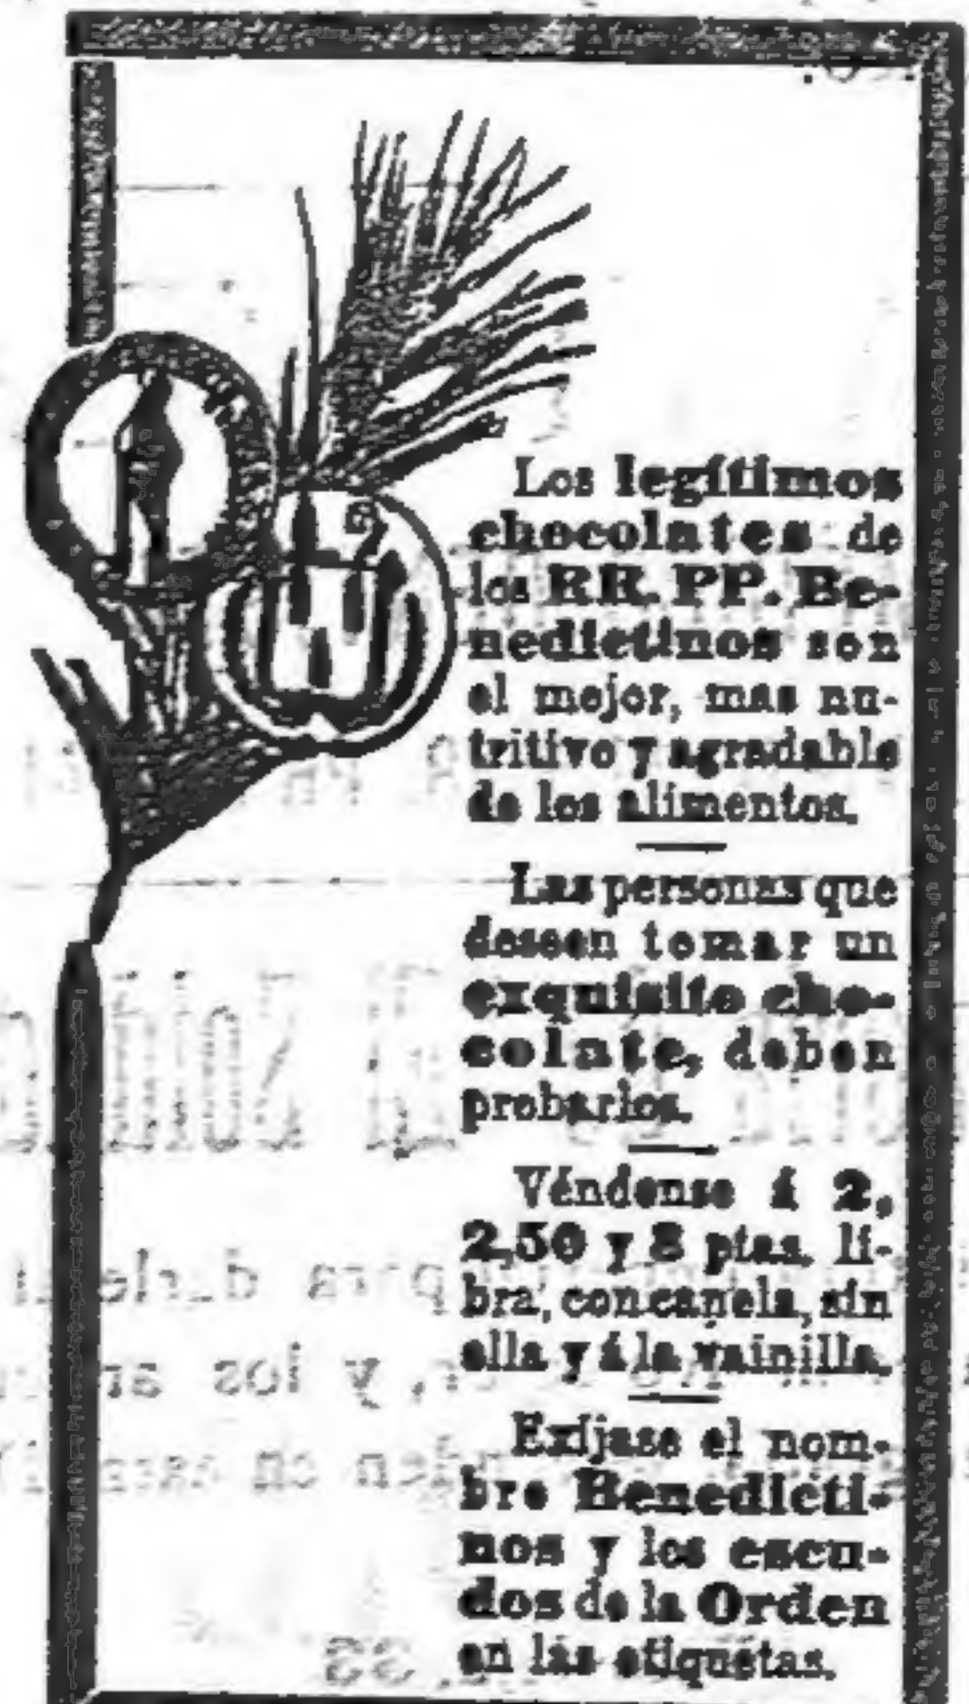 Los legítimos
chocolates de
los RR. PP. Be-
nedictinos son
el mejor, mas nu-
tritivo y agradable
de los alimentos.
Las personas que
deseen tomar un
exquisito cho-
colate, deben
probarlos.
Véndense á 2,
2,50 y 3 ptas. li-
bra, con canela, sin
ella y á la vainilla.
Exíjase el nom-
bre Benedicti-
nos y los escu-
dos de la Orden
en las etiquetas.